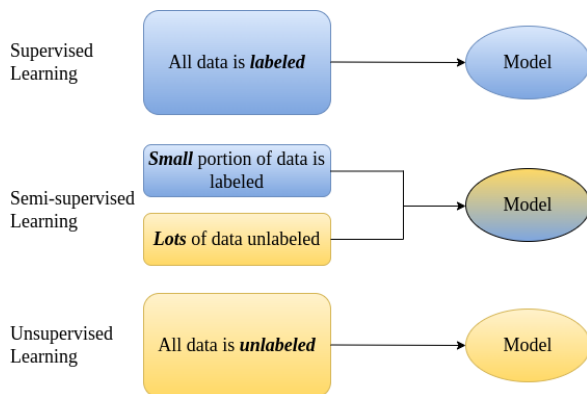 Supervised
Learning
All data is labeled
Model
Semi-supervised
Learning
Small portion of data is
labeled
Lots of data unlabeled
Model
Unsupervised
Learning
All data is unlabeled
Model